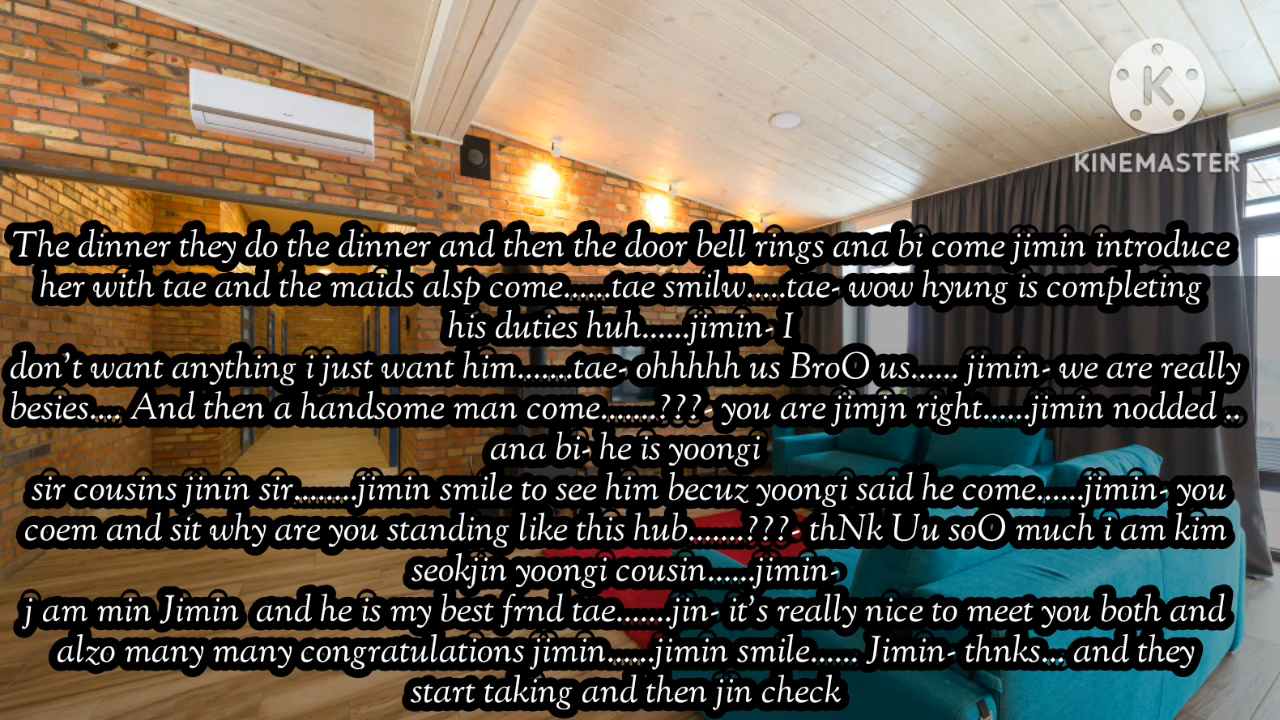 K
KINEMASTER
The dinner they do the dinner and then the door bell rings ana bi come jimin introduce
her with tae and the maids alsp come.......tae smilw.....tae- wow hyung is completing
his duties huh......jimin- I
don't want anything i just want him........tae- ohhhhh us BroO us...... jimin- we are really
besies.... And then a handsome man come........???- you are jimjn right......jimin nodded ..
ana bi- he is yoongi
sir cousins jinin sir.........jimin smile to see him becuz yoongi said he come......jimin- you
coem and sit why are you standing like this hub.......???- thNk Uu soO much i am kim
seokjin yoongi cousin......jimin-
j am min Jimin and he is my best frnd tae.......jin- it's really nice to meet you both and
alzo many many congratulations jimin......jimin smile...... Jimin- thnks... and they
start taking and then jin check